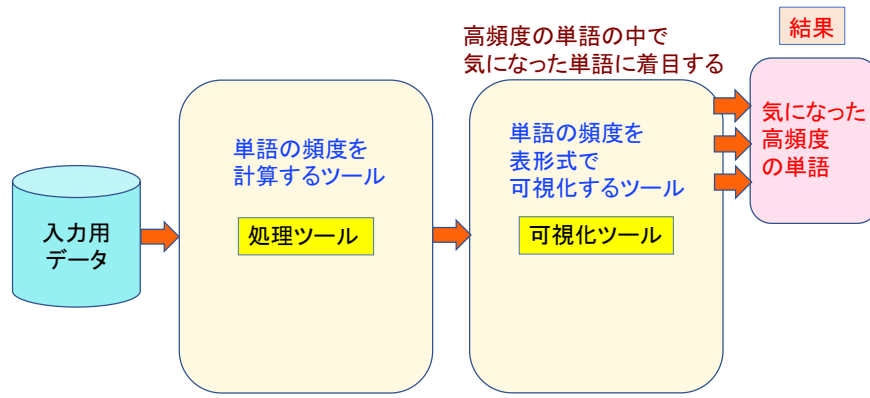 入力用
データ
単語の頻度を
計算するツール
処理ツール
高頻度の単語の中で
気になった単語に着目する
単語の頻度を
表形式で
可視化するツール
可視化ツール
結果
気になった
高頻度
の単語